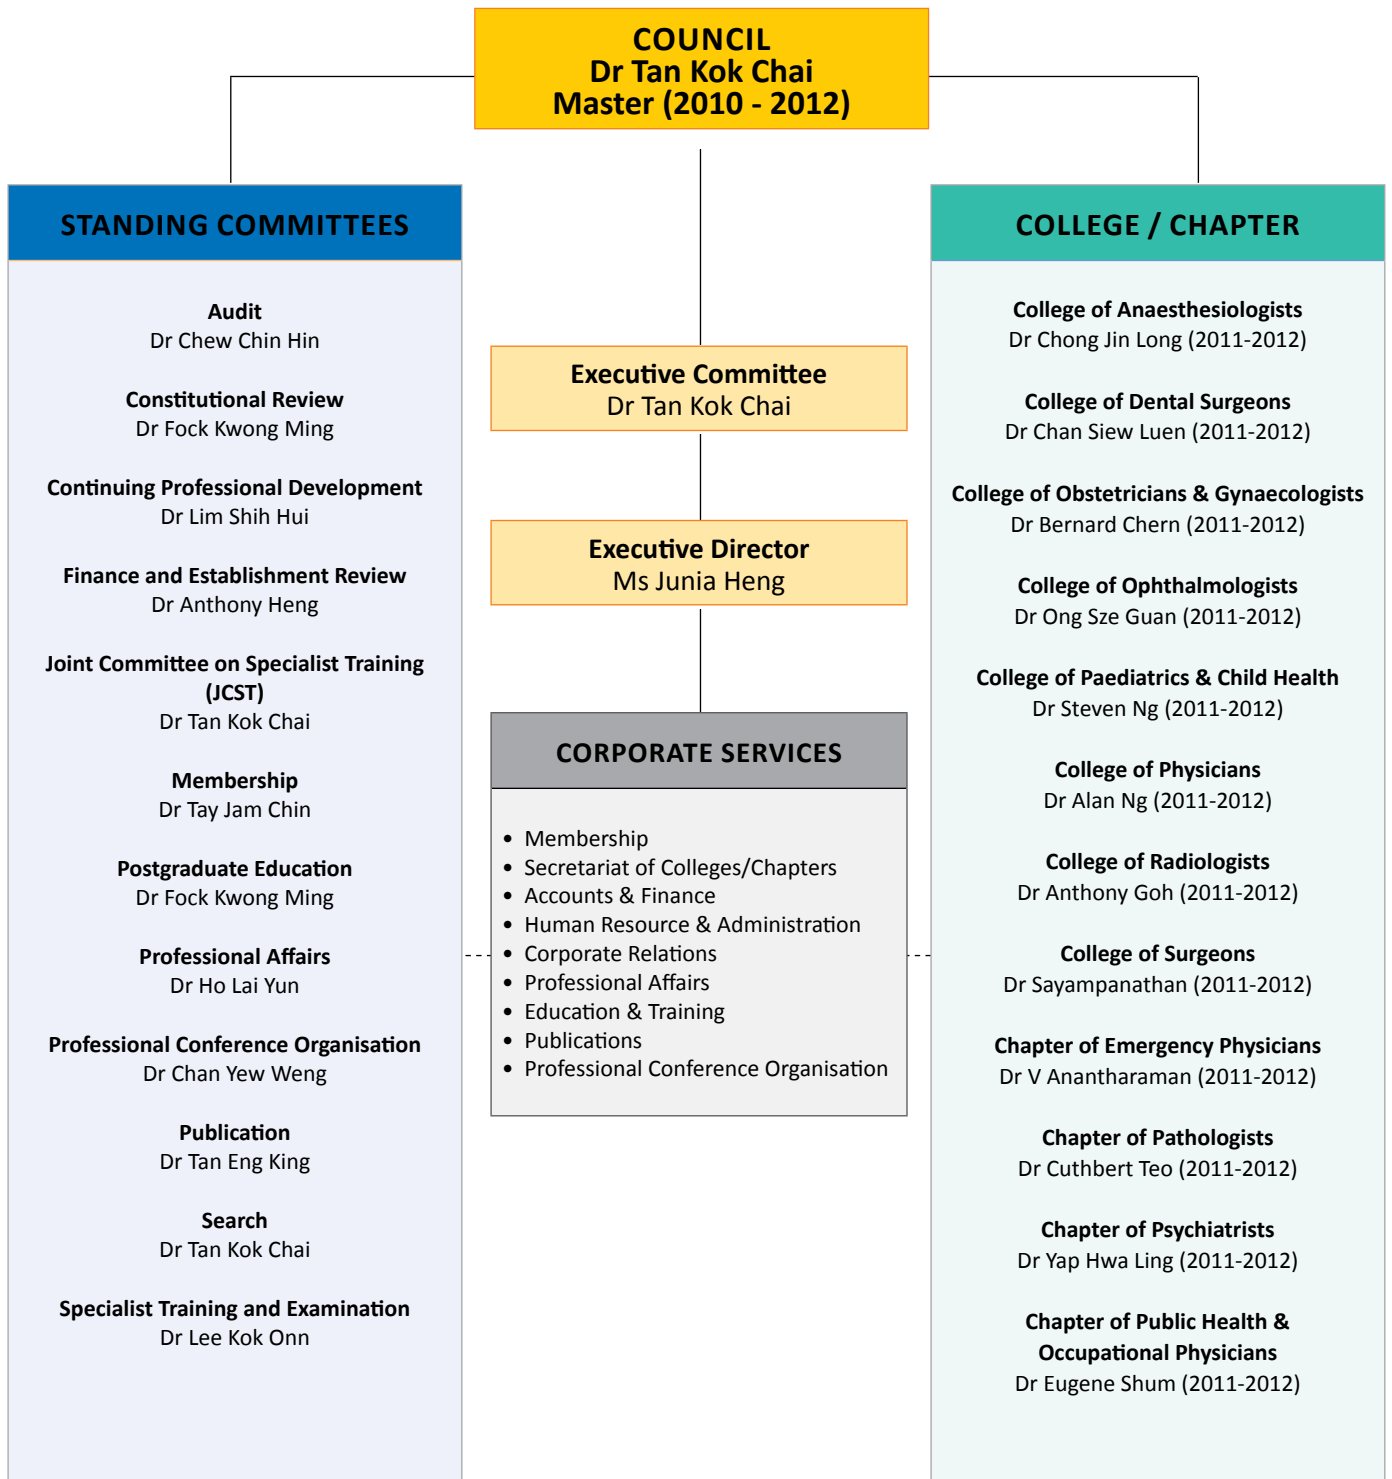 COUNCIL
Dr Tan Kok Chai
Master (2010 - 2012)
STANDING COMMITTEES
Audit
Dr Chew Chin Hin
Constitutional Review
Dr Fock Kwong Ming
Continuing Professional Development
Dr Lim Shih Hui
Finance and Establishment Review
Dr Anthony Heng
Joint Committee on Specialist Training
(JCST)
Dr Tan Kok Chai
Membership
Dr Tay Jam Chin
Postgraduate Education
Dr Fock Kwong Ming
Professional Affairs
Dr Ho Lai Yun
Professional Conference Organisation
Dr Chan Yew Weng
Publication
Dr Tan Eng King
Search
Dr Tan Kok Chai
Specialist Training and Examination
Dr Lee Kok Onn
Executive Committee
Dr Tan Kok Chai
Executive Director
Ms Junia Heng
CORPORATE SERVICES
• Membership
• Secretariat of Colleges/Chapters
• Accounts & Finance
• Human Resource & Administration
• Corporate Relations
• Professional Affairs
• Education & Training
• Publications
• Professional Conference Organisation
COLLEGE / CHAPTER
College of Anaesthesiologists
Dr Chong Jin Long (2011-2012)
College of Dental Surgeons
Dr Chan Siew Luen (2011-2012)
College of Obstetricians & Gynaecologists
Dr Bernard Chern (2011-2012)
College of Ophthalmologists
Dr Ong Sze Guan (2011-2012)
College of Paediatrics & Child Health
Dr Steven Ng (2011-2012)
College of Physicians
Dr Alan Ng (2011-2012)
College of Radiologists
Dr Anthony Goh (2011-2012)
College of Surgeons
Dr Sayampanathan (2011-2012)
Chapter of Emergency Physicians
Dr V Anantharaman (2011-2012)
Chapter of Pathologists
Dr Cuthbert Teo (2011-2012)
Chapter of Psychiatrists
Dr Yap Hwa Ling (2011-2012)
Chapter of Public Health &
Occupational Physicians
Dr Eugene Shum (2011-2012)